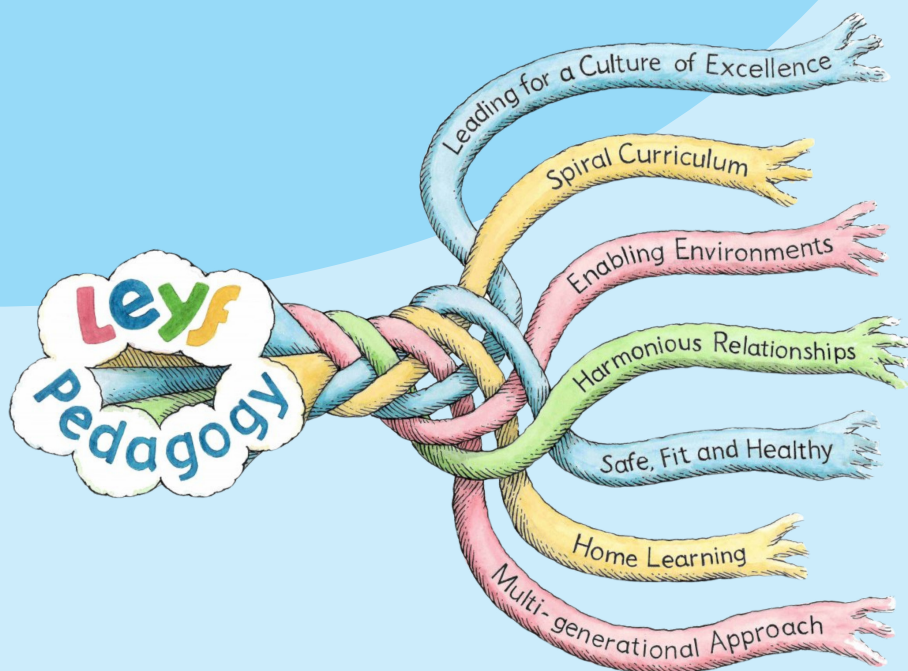 Leyf
Pedagogy
Leading for a Culture of Excellence
Spiral Curriculum
Enabling Environments
Harmonious Relationships
Safe, Fit and Healthy
Home Learning
Multi-generational Approach